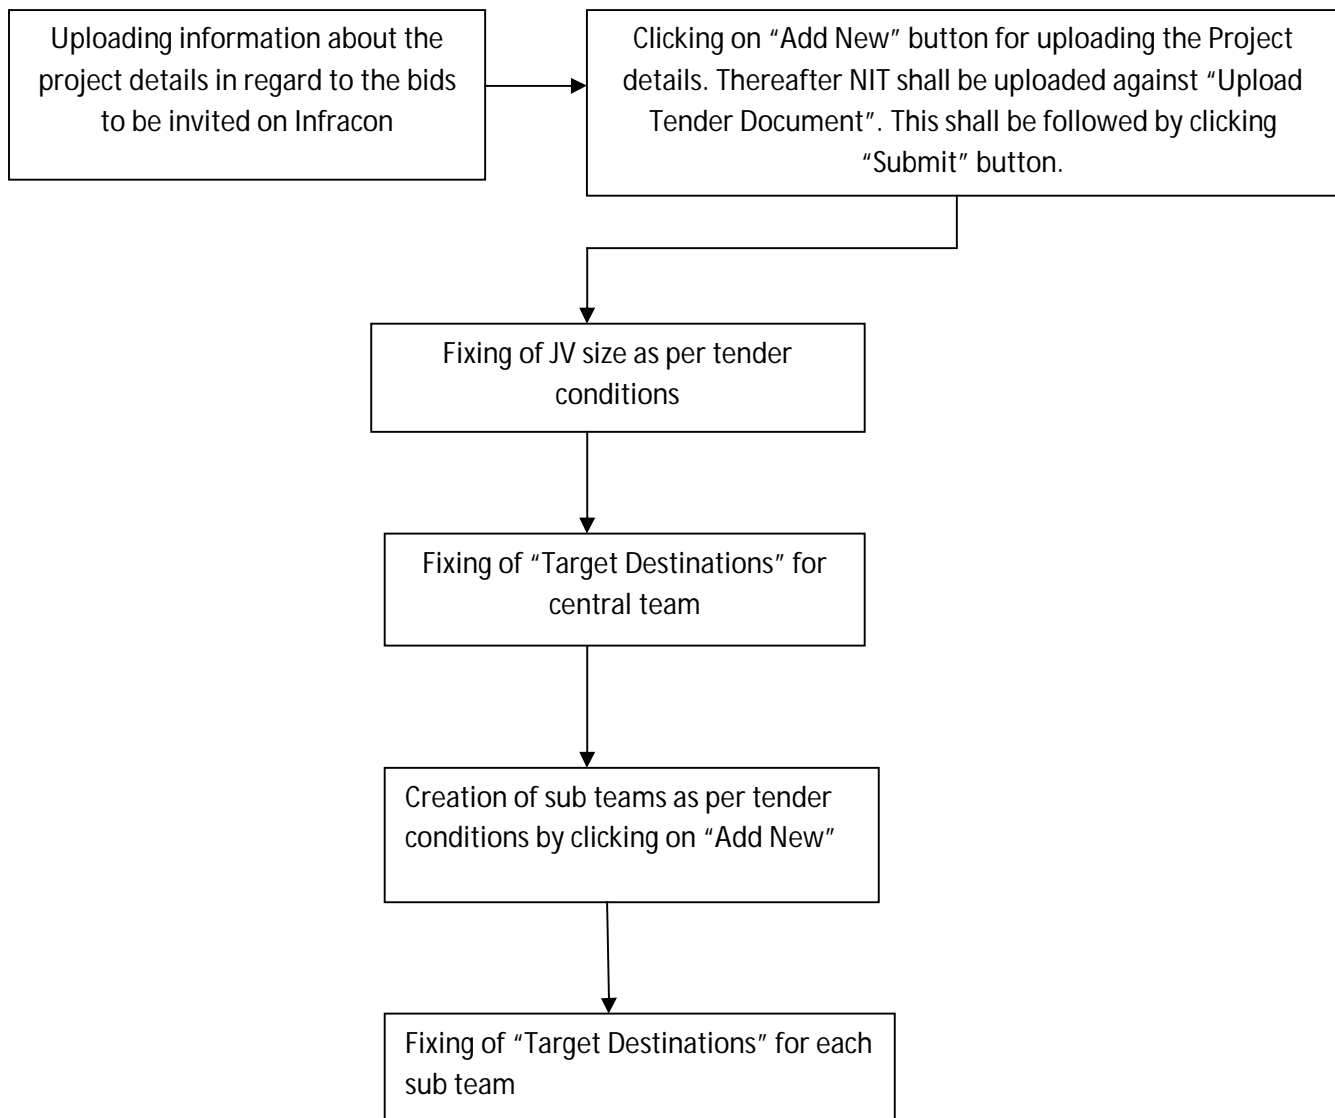 Uploading information about the
project details in regard to the bids
to be invited on Infracon
Clicking on “Add New” button for uploading the Project
details. Thereafter NIT shall be uploaded against “Upload
Tender Document”. This shall be followed by clicking
“Submit” button.
Fixing of JV size as per tender
conditions
Fixing of “Target Destinations” for
central team
Creation of sub teams as per tender
conditions by clicking on “Add New”
Fixing of “Target Destinations” for each
sub team